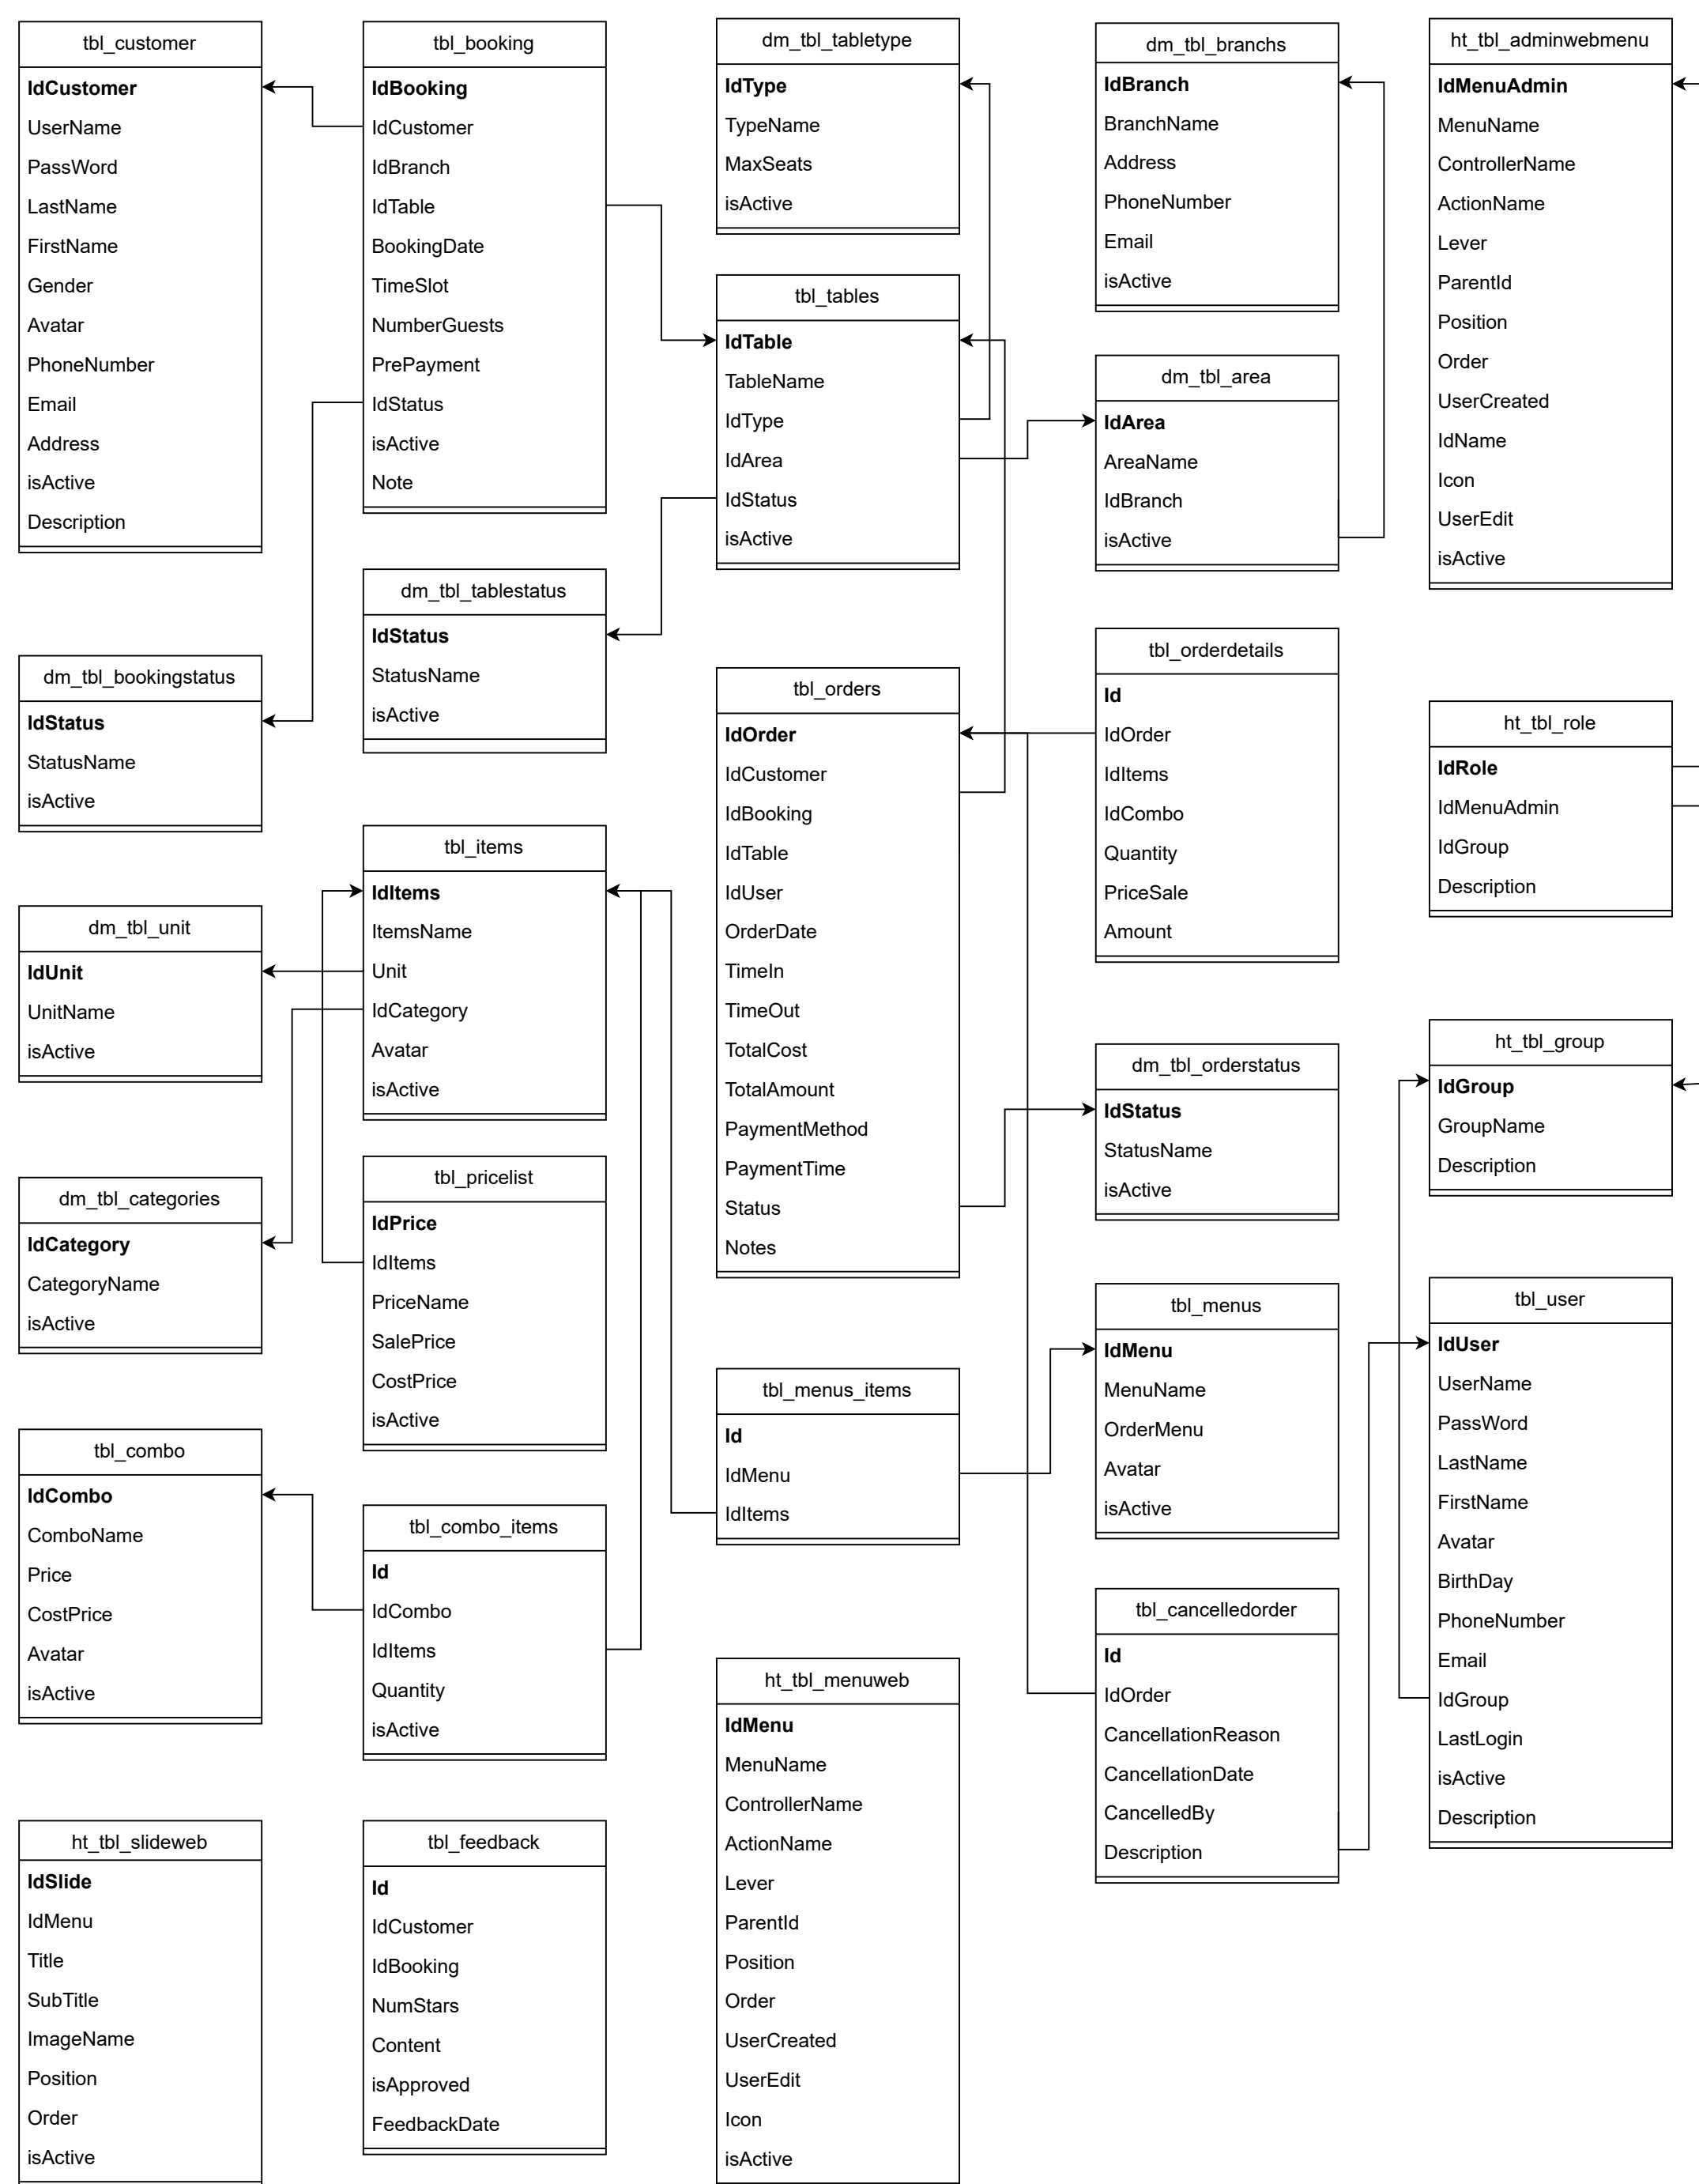 tbl_customer
IdCustomer
UserName
PassWord
LastName
FirstName
Gender
Avatar
PhoneNumber
Email
Address
isActive
Description
tbl_booking
IdBooking
IdCustomer
IdBranch
IdTable
BookingDate
TimeSlot
NumberGuests
PrePayment
IdStatus
isActive
Note
dm_tbl_tabletype
IdType
TypeName
MaxSeats
isActive
dm_tbl_branchs
IdBranch
BranchName
Address
PhoneNumber
Email
isActive
ht_tbl_adminwebmenu
IdMenuAdmin
MenuName
ControllerName
ActionName
Lever
ParentId
Position
Order
UserCreated
IdName
Icon
UserEdit
isActive
tbl_tables
IdTable
TableName
IdType
IdArea
IdStatus
isActive
dm_tbl_area
IdArea
AreaName
IdBranch
isActive
dm_tbl_tablestatus
IdStatus
StatusName
isActive
dm_tbl_bookingstatus
IdStatus
StatusName
isActive
tbl_orders
IdOrder
IdCustomer
IdBooking
IdTable
IdUser
OrderDate
TimeIn
TimeOut
TotalCost
TotalAmount
PaymentMethod
PaymentTime
Status
Notes
tbl_orderdetails
Id
IdOrder
IdItems
IdCombo
Quantity
PriceSale
Amount
ht_tbl_role
IdRole
IdMenuAdmin
IdGroup
Description
tbl_items
IdItems
ItemsName
Unit
IdCategory
Avatar
isActive
dm_tbl_unit
IdUnit
UnitName
isActive
dm_tbl_orderstatus
IdStatus
StatusName
isActive
ht_tbl_group
IdGroup
GroupName
Description
dm_tbl_categories
IdCategory
CategoryName
isActive
tbl_pricelist
IdPrice
IdItems
PriceName
SalePrice
CostPrice
isActive
tbl_menus_items
Id
IdMenu
IdItems
tbl_menus
IdMenu
MenuName
OrderMenu
Avatar
isActive
tbl_user
IdUser
UserName
PassWord
LastName
FirstName
Avatar
BirthDay
PhoneNumber
Email
IdGroup
LastLogin
isActive
Description
tbl_combo
IdCombo
ComboName
Price
CostPrice
Avatar
isActive
tbl_combo_items
Id
IdCombo
IdItems
Quantity
isActive
tbl_cancelledorder
Id
IdOrder
CancellationReason
CancellationDate
CancelledBy
Description
ht_tbl_slideweb
IdSlide
IdMenu
Title
SubTitle
ImageName
Position
Order
isActive
tbl_feedback
Id
IdCustomer
IdBooking
NumStars
Content
isApproved
FeedbackDate
ht_tbl_menuweb
IdMenu
MenuName
ControllerName
ActionName
Lever
ParentId
Position
Order
UserCreated
UserEdit
Icon
isActive